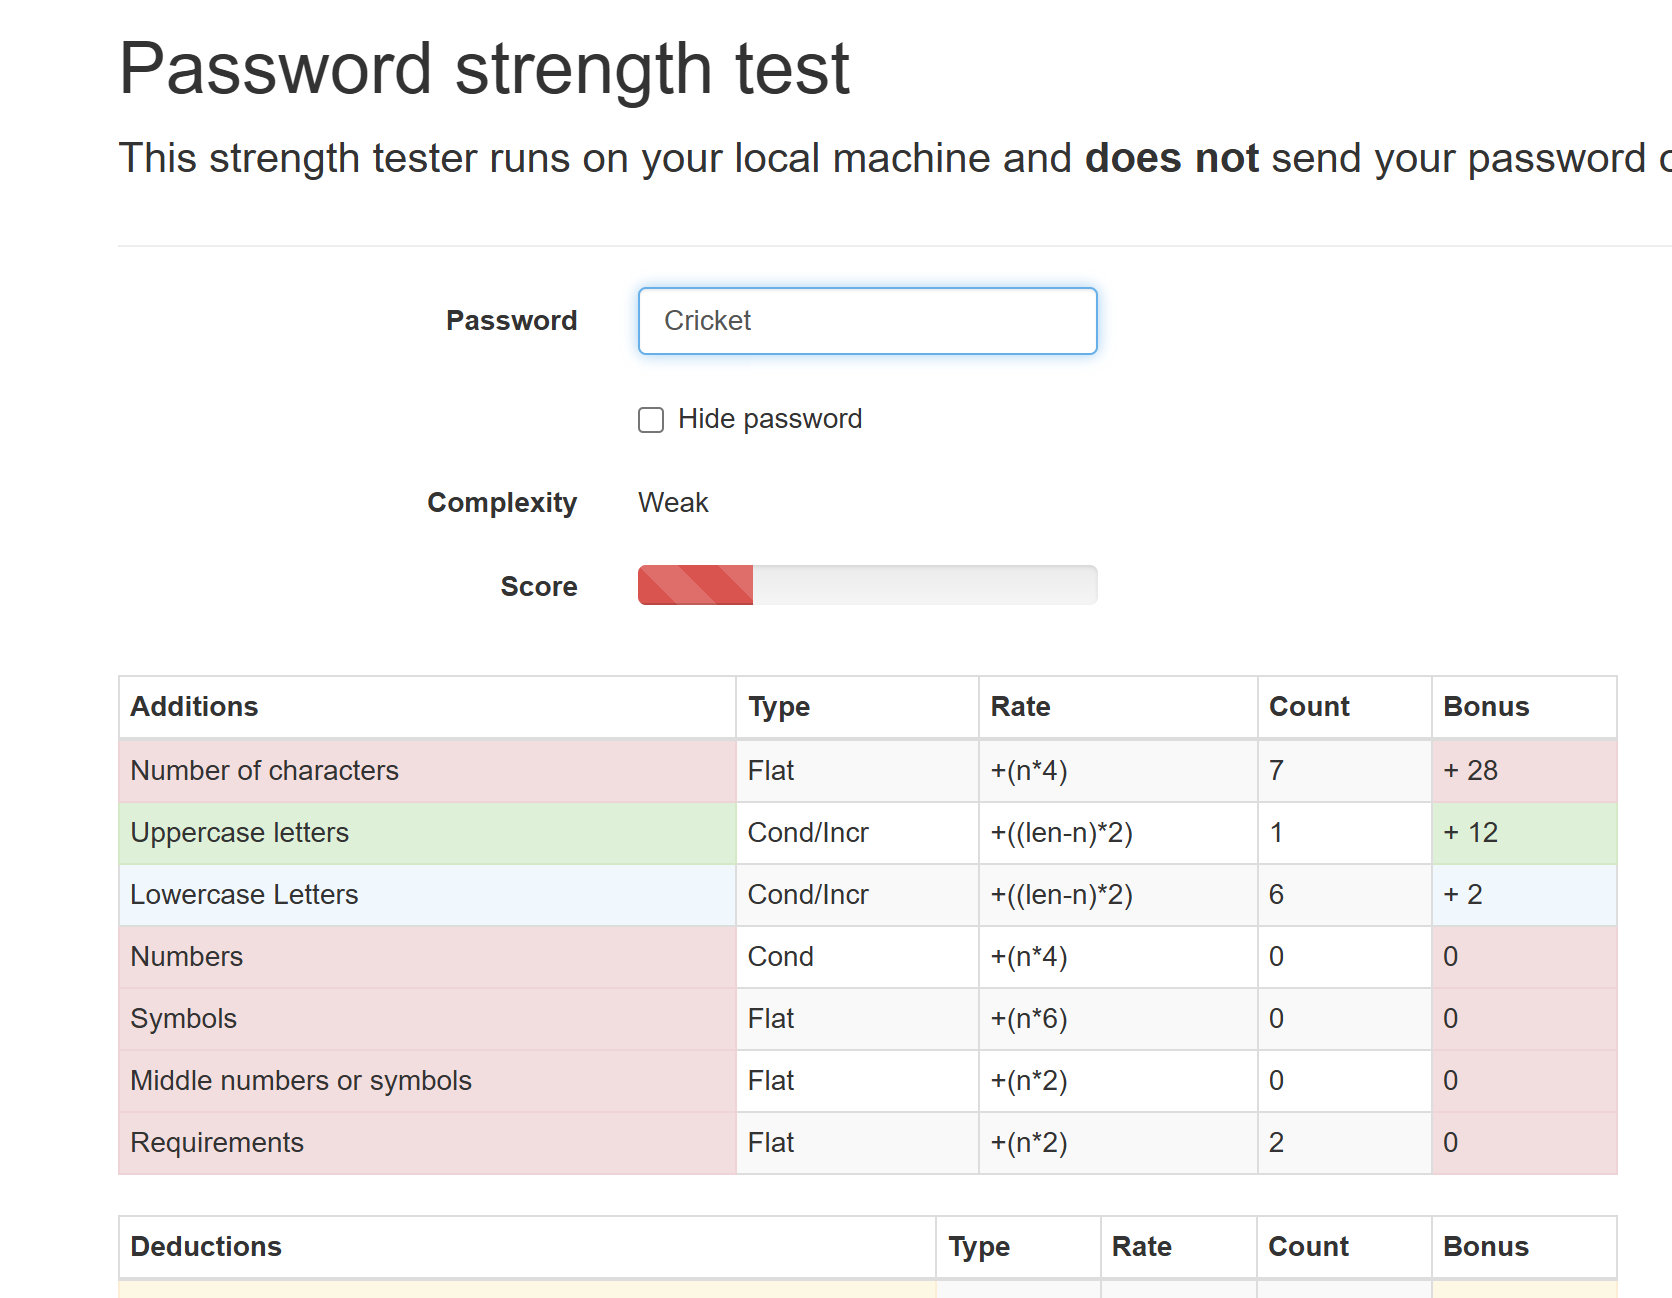 Password strength test
This strength tester runs on your local machine and does not send your password
Password Cricket
Hide password
Complexity Weak
Score
Additions Type Rate Count Bonus
Number of characters Flat +(n*4) 7 + 28
Uppercase letters Cond/Incr +((len-n)*2) 1 + 12
Lowercase Letters Cond/Incr +((len-n)*2) 6 + 2
Numbers Cond +(n*4) 0 0
Symbols Flat +(n*6) 0 0
Middle numbers or symbols Flat +(n*2) 0 0
Requirements Flat +(n*2) 2 0
Deductions Type Rate Count Bonus